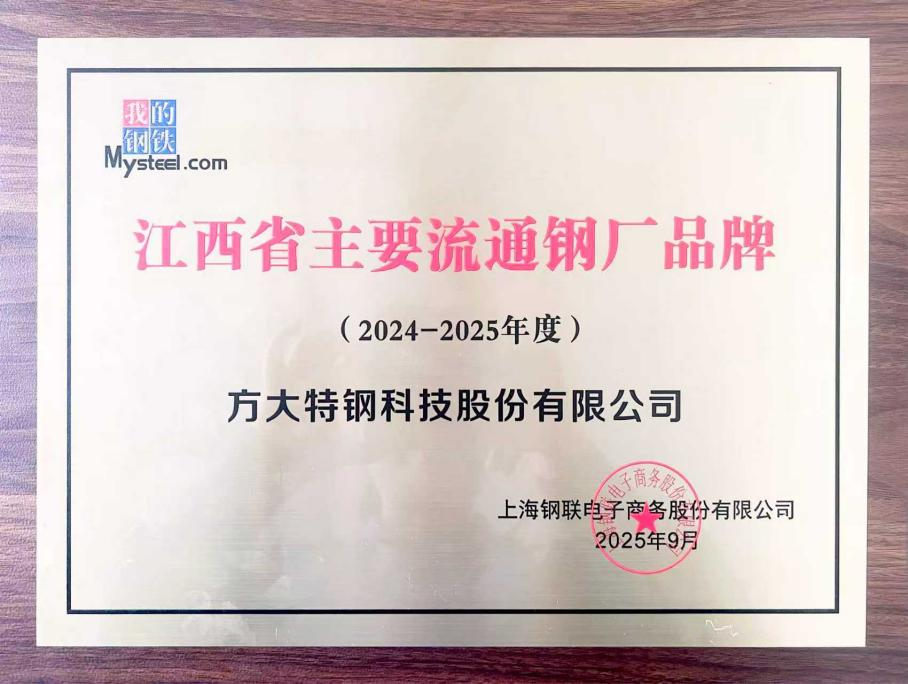 我的
钢铁
Mysteel.com
江西省主要流通钢厂品牌
（2024-2025年度）
方大特钢科技股份有限公司
上海钢联电子商务股份有限公司
2025年9月